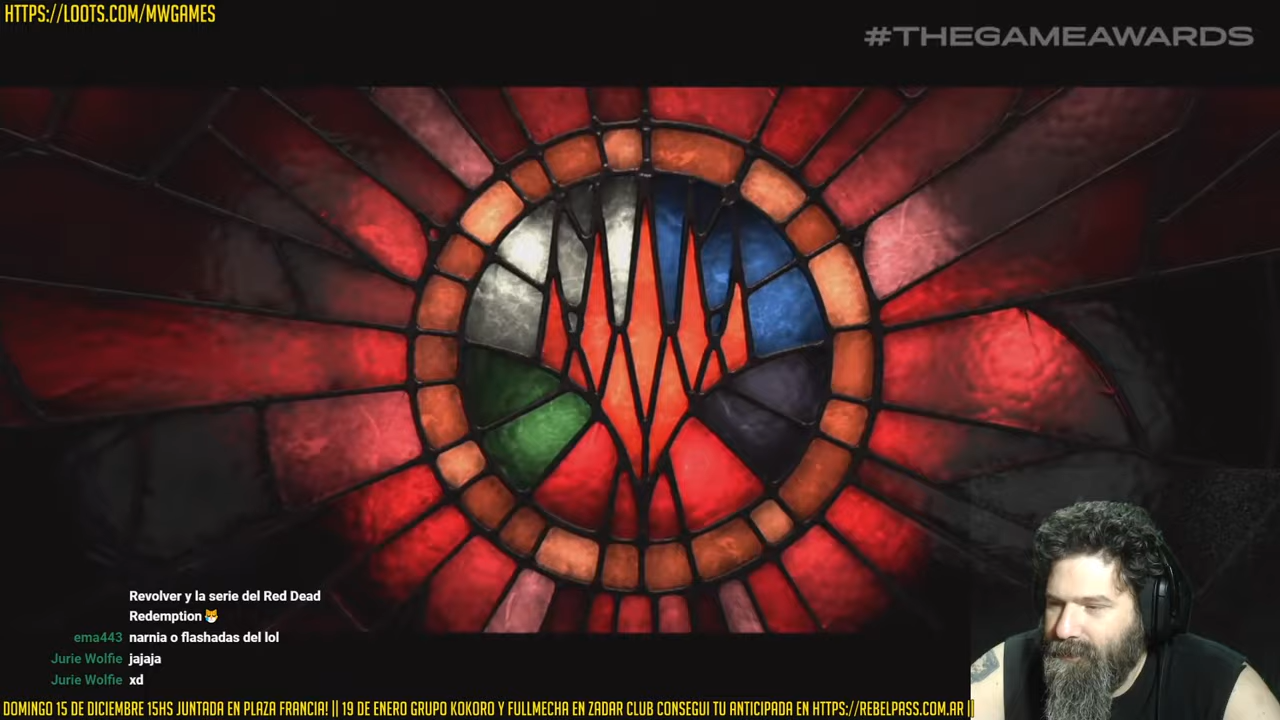 HTTPS://LOOTS.COM/MWGAMES
#THEGAMEAWARDS
Revolver y la serie del Red Dead
Redemption
ema443 narnia o flashadas del lol
Jurie Wolfie jajaja
Jurie Wolfie xd
DOMINGO 15 DE DICIEMBRE 15HS JUNTADA EN PLAZA FRANCIA! || 19 DE ENERO GRUPO KOKORO Y FULLMECHA EN ZADAR CLUB CONSEGUI TU ANTICIPADA EN HTTPS://REBELPASS.COM.AR ||